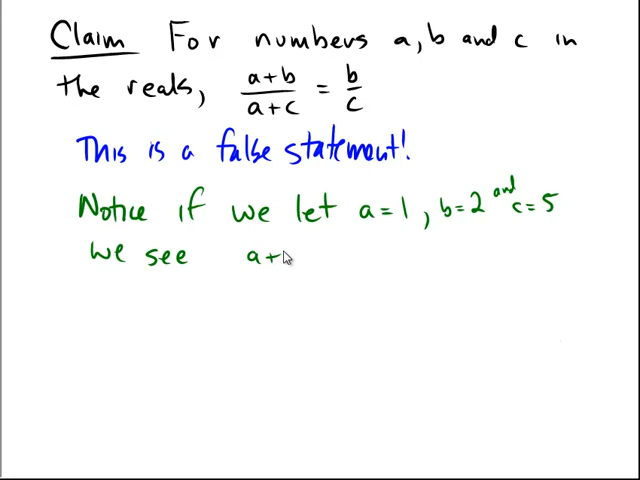 Claim For numbers a, b and c in
the reals, (a+b)/(a+c) = b/c
This is a false statement!
Notice if we let a=1, b=2 and c=5
We see a+